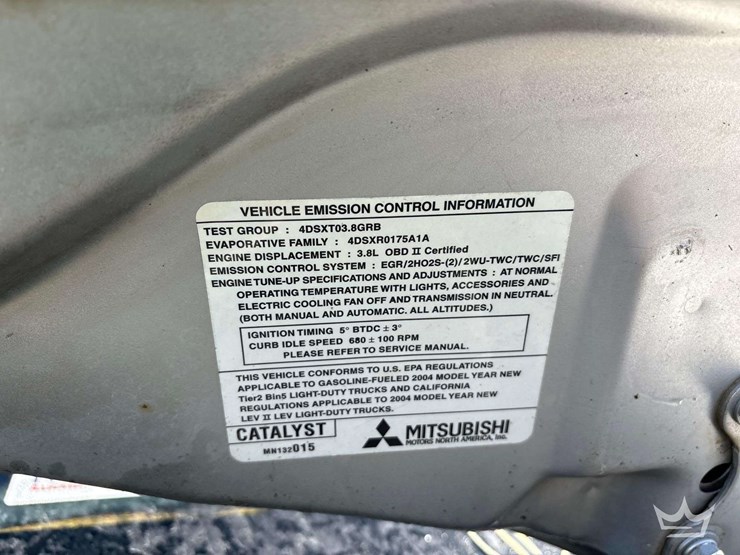 VEHICLE EMISSION CONTROL INFORMATION
TEST GROUP : 4DSXT03.8GRB
EVAPORATIVE FAMILY : 4DSXR0175A1A
ENGINE DISPLACEMENT : 3.8L OBD II Certified
EMISSION CONTROL SYSTEM : EGR/2HO2S-(2)/2WU-TWC/TWC/SFI
ENGINE TUNE-UP SPECIFICATIONS AND ADJUSTMENTS : AT NORMAL
OPERATING TEMPERATURE WITH LIGHTS, ACCESSORIES AND
ELECTRIC COOLING FAN OFF AND TRANSMISSION IN NEUTRAL.
(BOTH MANUAL AND AUTOMATIC. ALL ALTITUDES.)
IGNITION TIMING 5° BTDC ± 3°
CURB IDLE SPEED 680 ± 100 RPM
PLEASE REFER TO SERVICE MANUAL.
THIS VEHICLE CONFORMS TO U.S. EPA REGULATIONS
APPLICABLE TO GASOLINE-FUELED 2004 MODEL YEAR NEW
Tier2 Bin5 LIGHT-DUTY TRUCKS AND CALIFORNIA
REGULATIONS APPLICABLE TO 2004 MODEL YEAR NEW
LEV II LEV LIGHT-DUTY TRUCKS.
CATALYST
MN132015
MITSUBISHI
MOTORS NORTH AMERICA, Inc.